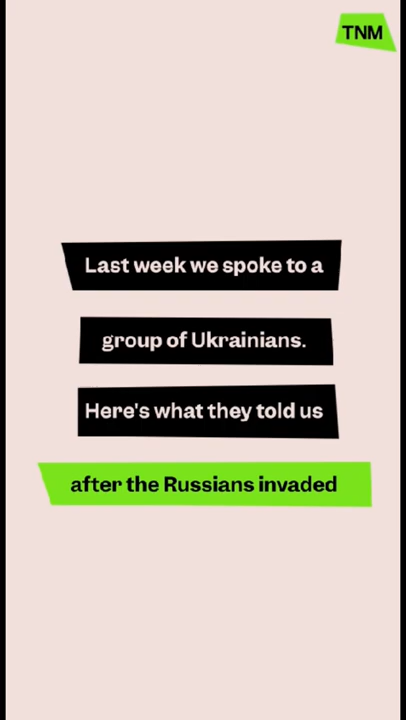 TNM
Last week we spoke to a
group of Ukrainians.
Here's what they told us
after the Russians invaded